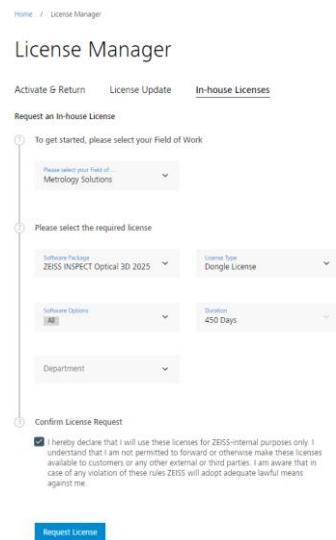 Home / License Manager
License Manager
Activate & Return License Update In-house Licenses
Request an In-house License
1 To get started, please select your Field of Work
Please select your Field of ...
Metrology Solutions
2 Please select the required license
Software Package License Type
ZEISS INSPECT Optical 3D 2025 Dongle License
Software Options Duration
All 450 Days
Department
3 Confirm License Request
I hereby declare that I will use these licenses for ZEISS-internal purposes only. I
understand that I am not permitted to forward or otherwise make these licenses
available to customers or any other external or third parties. I am aware that in
case of any violation of these rules ZEISS will adopt adequate lawful means
against me.
Request License